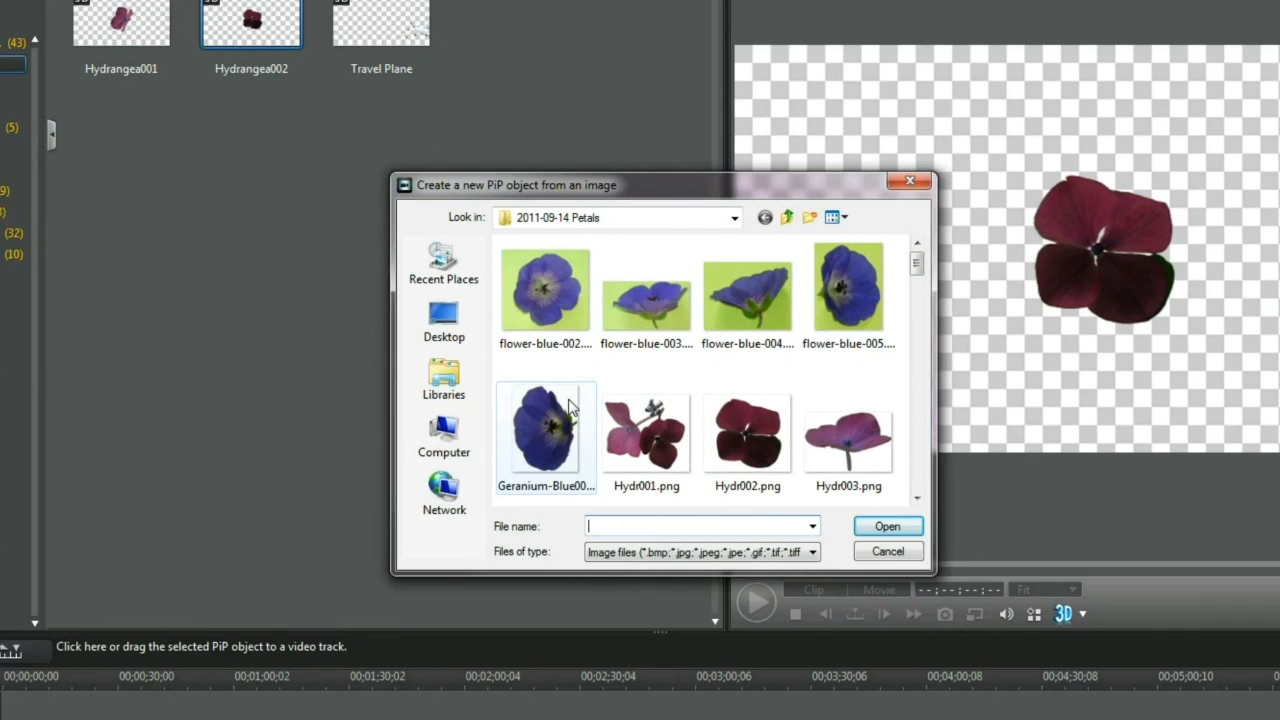 (43)
Hydrangea001
Hydrangea002
Travel Plane
(5)
9)
3)
(32)
(10)
Create a new PiP object from an image
Look in:
2011-09-14 Petals
Recent Places
Desktop
Libraries
Computer
Network
flower-blue-002....
flower-blue-003....
flower-blue-004....
flower-blue-005....
Geranium-Blue00...
Hydr001.png
Hydr002.png
Hydr003.png
File name:
Open
Files of type:
Image files (*.bmp;*.jpg;*.jpeg;*.jpe;*.gif;*.tif;*.tiff
Cancel
Clip
Movie
--;--;--;--
Fit
3D
Click here or drag the selected PiP object to a video track.
00;00;00;00
00;00;30;00
00;01;00;02
00;01;30;02
00;02;00;04
00;02;30;04
00;03;00;06
00;03;30;06
00;04;00;08
00;04;30;08
00;05;00;10